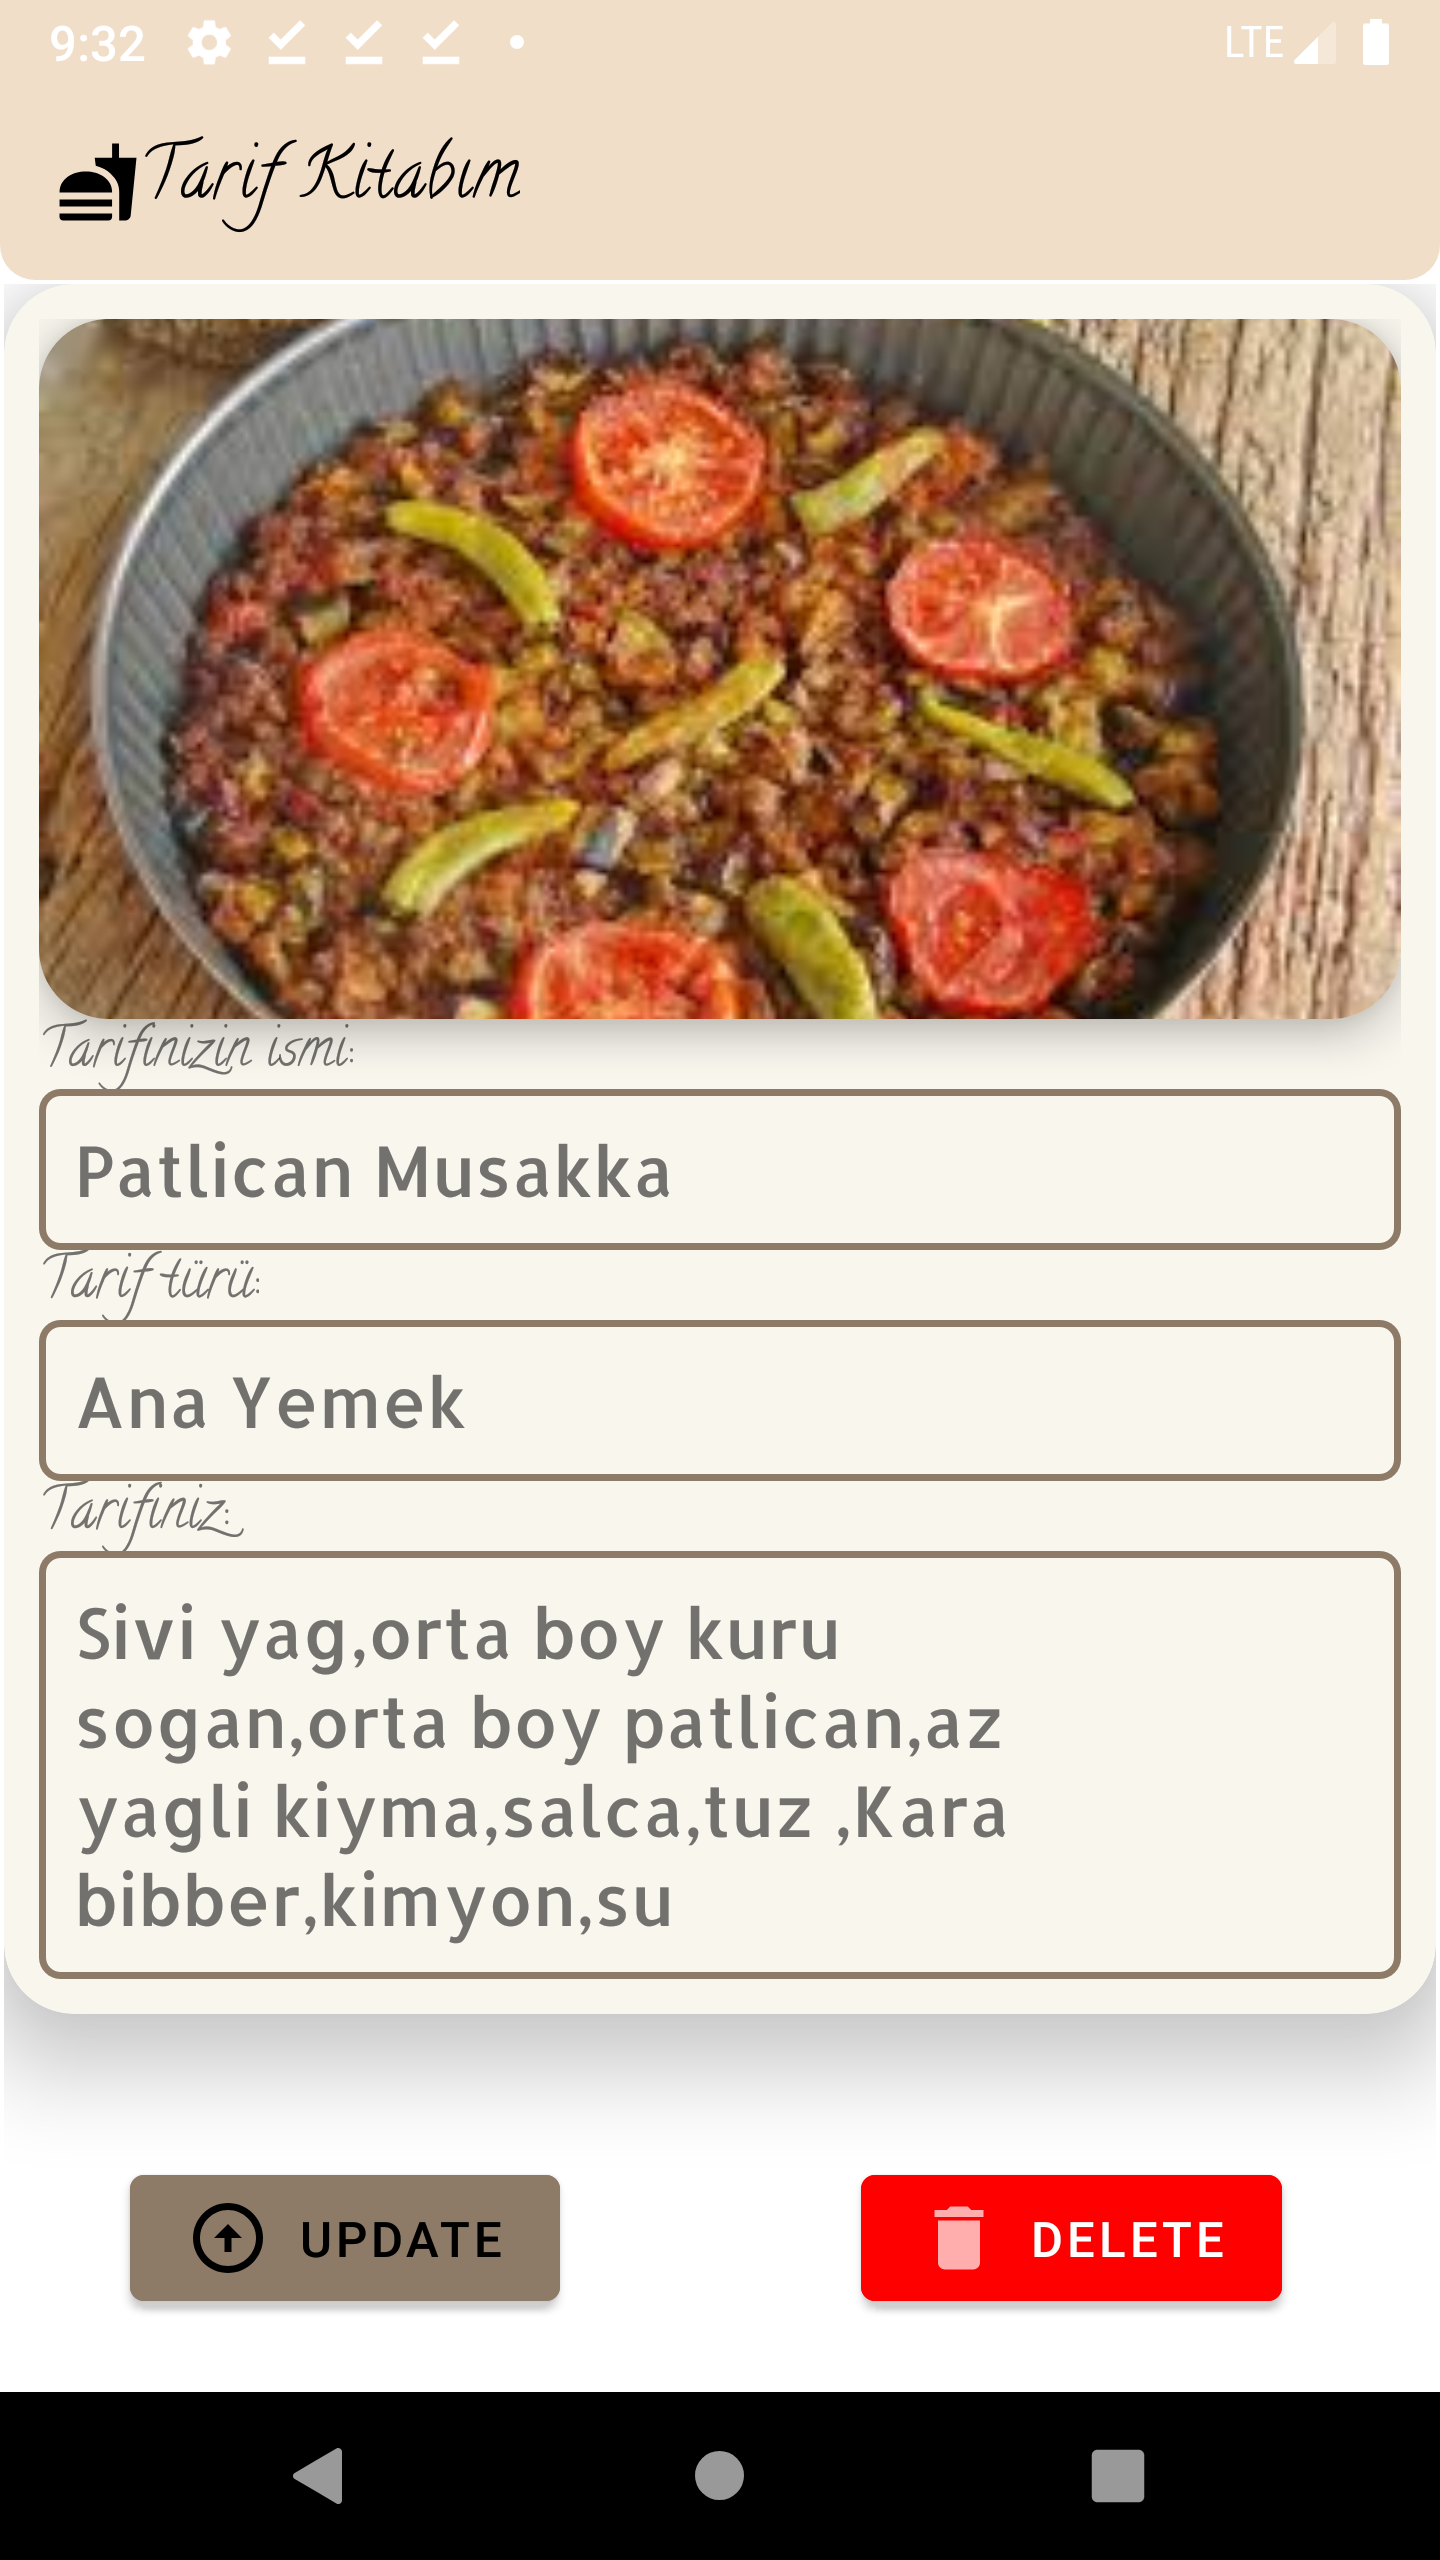 9:32
LTE
Tarif Kitabım
Tarifinizin ismi:
Patlican Musakka
Tarif türü:
Ana Yemek
Tarifiniz:
Sivi yag,orta boy kuru
sogan,orta boy patlican,az
yagli kiyma,salca,tuz ,Kara
bibber,kimyon,su
UPDATE
DELETE